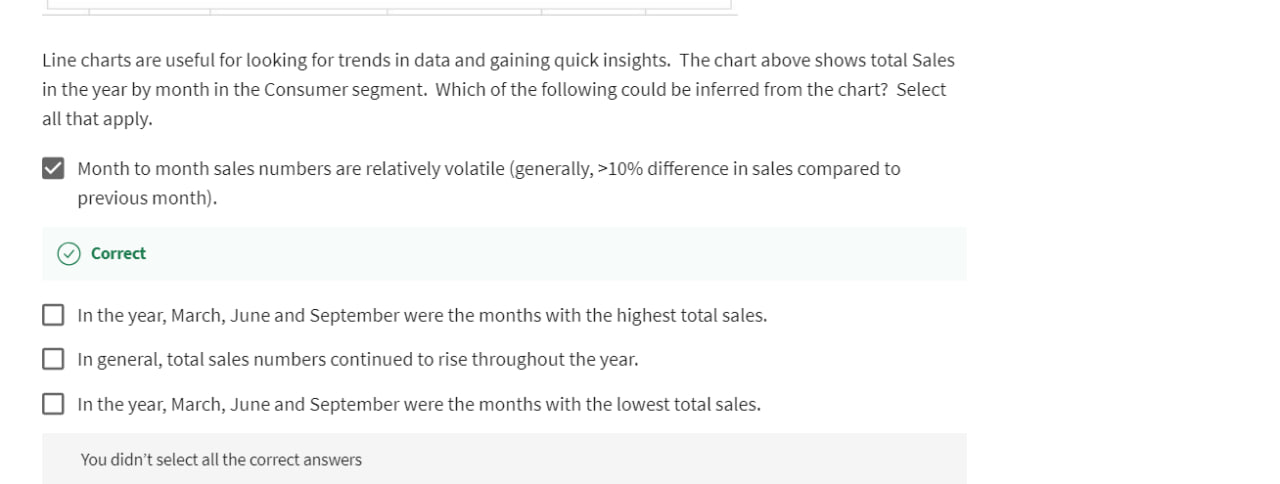 Line charts are useful for looking for trends in data and gaining quick insights.  The chart above shows total Sales
in the year by month in the Consumer segment.  Which of the following could be inferred from the chart?  Select
all that apply.
Month to month sales numbers are relatively volatile (generally, >10% difference in sales compared to
previous month).
Correct
In the year, March, June and September were the months with the highest total sales.
In general, total sales numbers continued to rise throughout the year.
In the year, March, June and September were the months with the lowest total sales.
You didn’t select all the correct answers